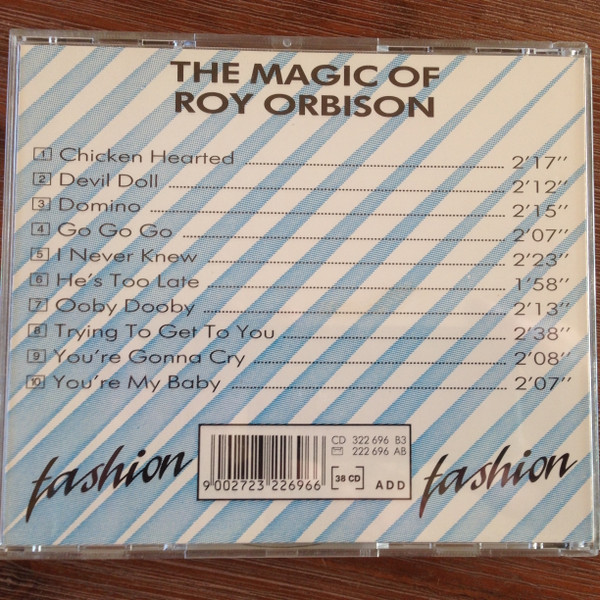 THE MAGIC OF
ROY ORBISON
1 Chicken Hearted 2'17''
2 Devil Doll 2'12''
3 Domino 2'15''
4 Go Go Go 2'07''
5 I Never Knew 2'23''
6 He's Too Late 1'58''
7 Ooby Dooby 2'13''
8 Trying To Get To You 2'38''
9 You're Gonna Cry 2'08''
10 You're My Baby 2'07''
fashion
CD 322 696 B3
222 696 AB
9 002723 226966
[38 CD] ADD
fashion